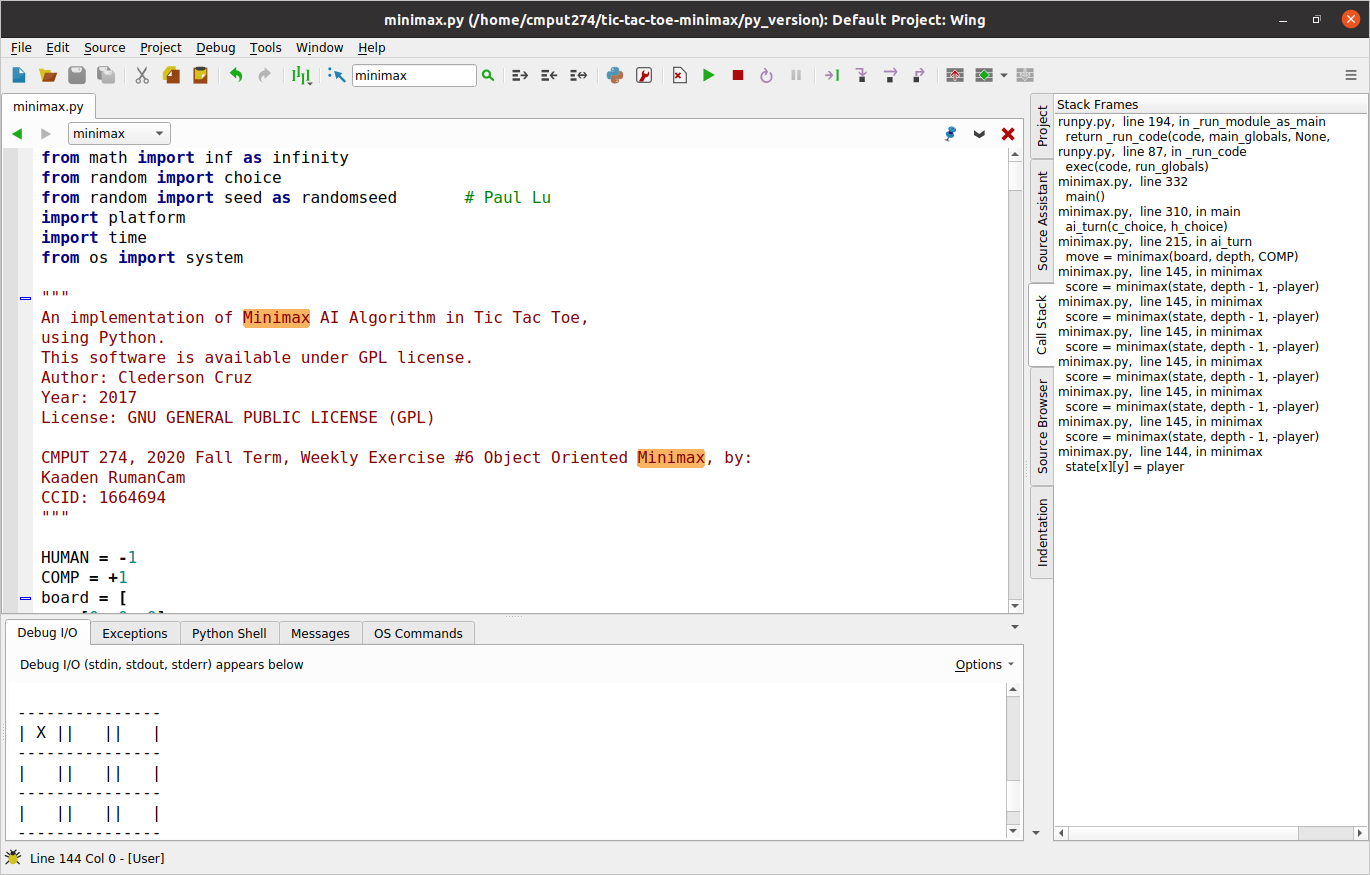 minimax.py (/home/cmput274/tic-tac-toe-minimax/py_version): Default Project: Wing
File Edit Source Project Debug Tools Window Help
minimax
minimax.py
minimax
from math import inf as infinity
from random import choice
from random import seed as randomseed       # Paul Lu
import platform
import time
from os import system
"""
An implementation of Minimax AI Algorithm in Tic Tac Toe,
using Python.
This software is available under GPL license.
Author: Clederson Cruz
Year: 2017
License: GNU GENERAL PUBLIC LICENSE (GPL)
CMPUT 274, 2020 Fall Term, Weekly Exercise #6 Object Oriented Minimax, by:
Kaaden RumanCam
CCID: 1664694
"""
HUMAN = -1
COMP = +1
board = [
Project
Source Assistant
Call Stack
Source Browser
Indentation
Stack Frames
runpy.py,  line 194, in _run_module_as_main
return _run_code(code, main_globals, None,
runpy.py,  line 87, in _run_code
exec(code, run_globals)
minimax.py,  line 332
main()
minimax.py,  line 310, in main
ai_turn(c_choice, h_choice)
minimax.py,  line 215, in ai_turn
move = minimax(board, depth, COMP)
minimax.py,  line 145, in minimax
score = minimax(state, depth - 1, -player)
minimax.py,  line 145, in minimax
score = minimax(state, depth - 1, -player)
minimax.py,  line 145, in minimax
score = minimax(state, depth - 1, -player)
minimax.py,  line 145, in minimax
score = minimax(state, depth - 1, -player)
minimax.py,  line 145, in minimax
score = minimax(state, depth - 1, -player)
minimax.py,  line 145, in minimax
score = minimax(state, depth - 1, -player)
minimax.py,  line 144, in minimax
state[x][y] = player
Debug I/O Exceptions Python Shell Messages OS Commands
Debug I/O (stdin, stdout, stderr) appears below Options
---------------
| X ||   ||   |
---------------
|   ||   ||   |
---------------
|   ||   ||   |
---------------
Line 144 Col 0 - [User]